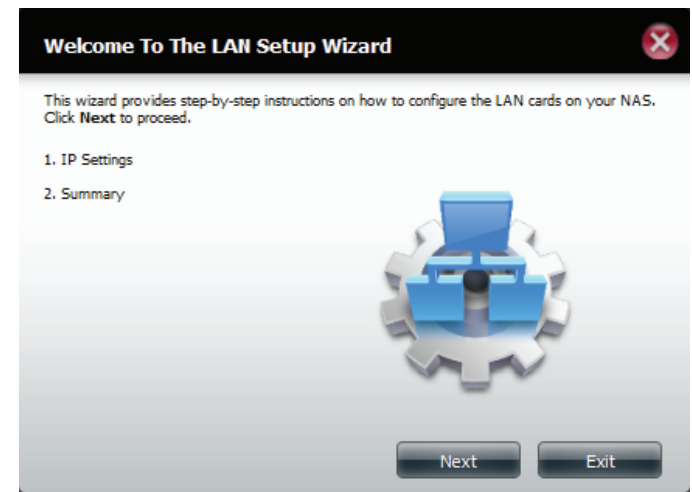 Welcome To The LAN Setup Wizard
This wizard provides step-by-step instructions on how to configure the LAN cards on your NAS.
Click Next to proceed.
1. IP Settings
2. Summary
Next
Exit